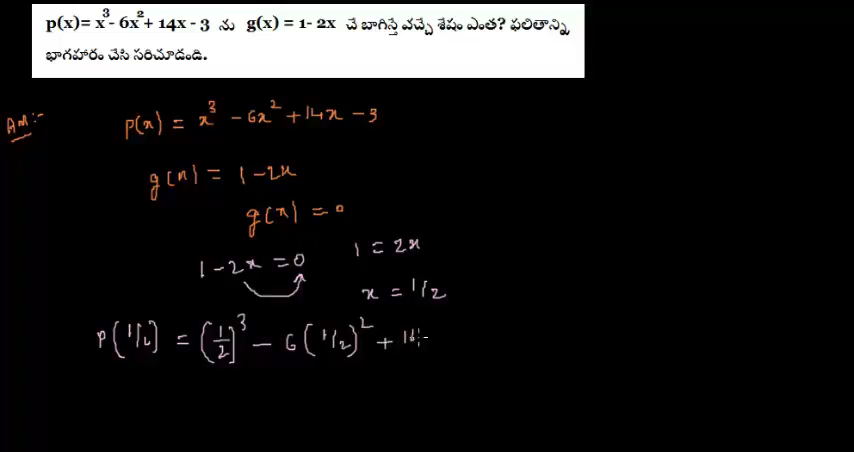 p(x)= x³- 6x²+ 14x - 3 ను g(x) = 1- 2x చే బాగిస్తే వచ్చే శేషం ఎంత? ఫలితాన్ని
భాగహారం చేసి సరిచూడండి.
Ans:-
p(x) = x³ - 6x² + 14x - 3
g(x) = 1 - 2x
g(x) = 0
1 - 2x = 0
1 = 2x
x = 1/2
P(1/2) = (1/2)³ - 6(1/2)² + 14